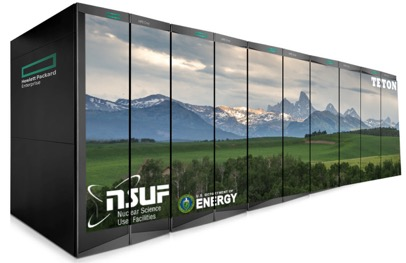 Hewlett Packard
Enterprise
TETON
NSUF
Nuclear Science
User Facilities
U.S. DEPARTMENT OF
ENERGY